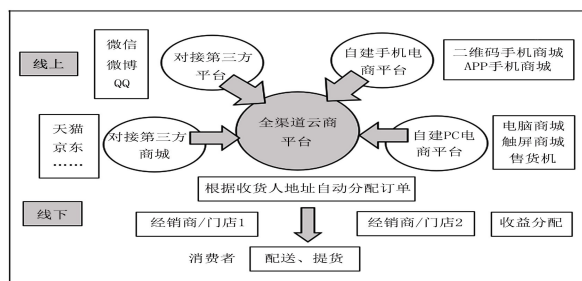 线上
微信
微博
QQ
对接第三方
平台
自建手机电
商平台
二维码手机商城
APP手机商城
天猫
京东
……
对接第三方
商城
全渠道云商
平台
自建PC电
商平台
电脑商城
触屏商城
售货机
根据收货人地址自动分配订单
线下
经销商/门店1
经销商/门店2
收益分配
消费者
配送、提货